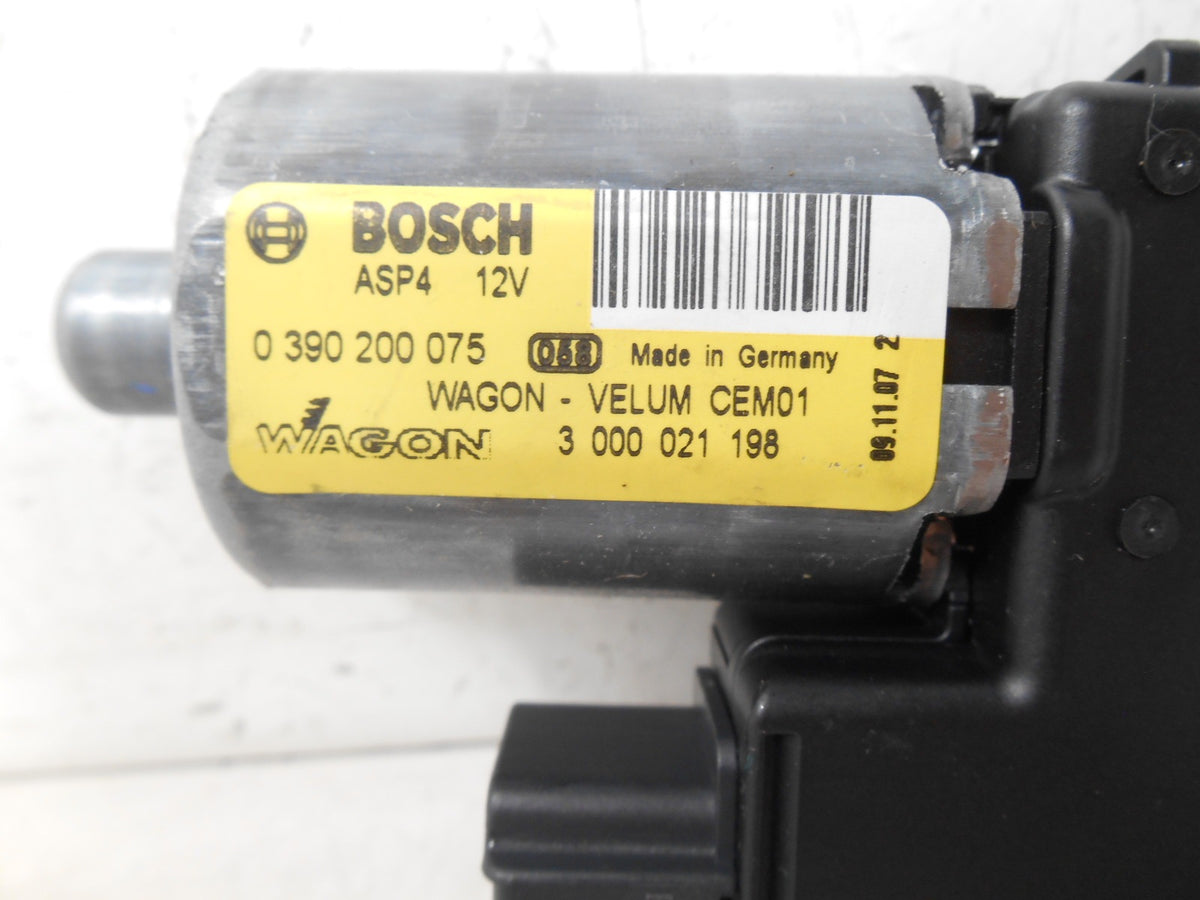 BOSCH
ASP4 12V
0 390 200 075 038 Made in Germany
WAGON - VELUM CEM01
WAGON 3 000 021 198
09.11.07 2